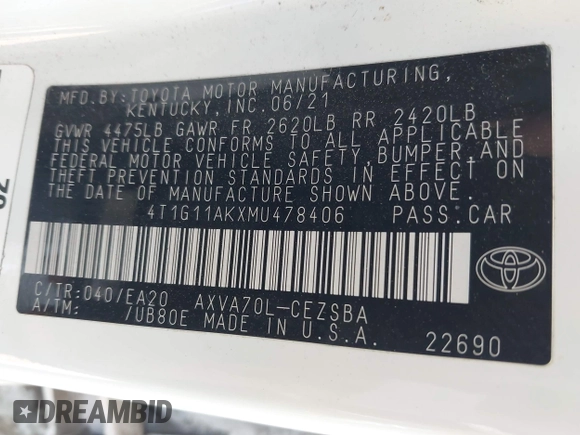 MFD. BY:TOYOTA MOTOR MANUFACTURING,
KENTUCKY, INC. 06/21
GVWR 4475LB GAWR FR 2620LB RR 2420LB
THIS VEHICLE CONFORMS TO ALL APPLICABLE
FEDERAL MOTOR VEHICLE SAFETY,BUMPER,AND
THEFT PREVENTION STANDARDS IN EFFECT ON
THE DATE OF MANUFACTURE SHOWN ABOVE.
4T1G11AKXMU478406 PASS.CAR
C/TR:040/EA20 AXVA70L-CEZSBA
A/TM: /UB80E MADE IN U.S.A.
22690
DREAMBID